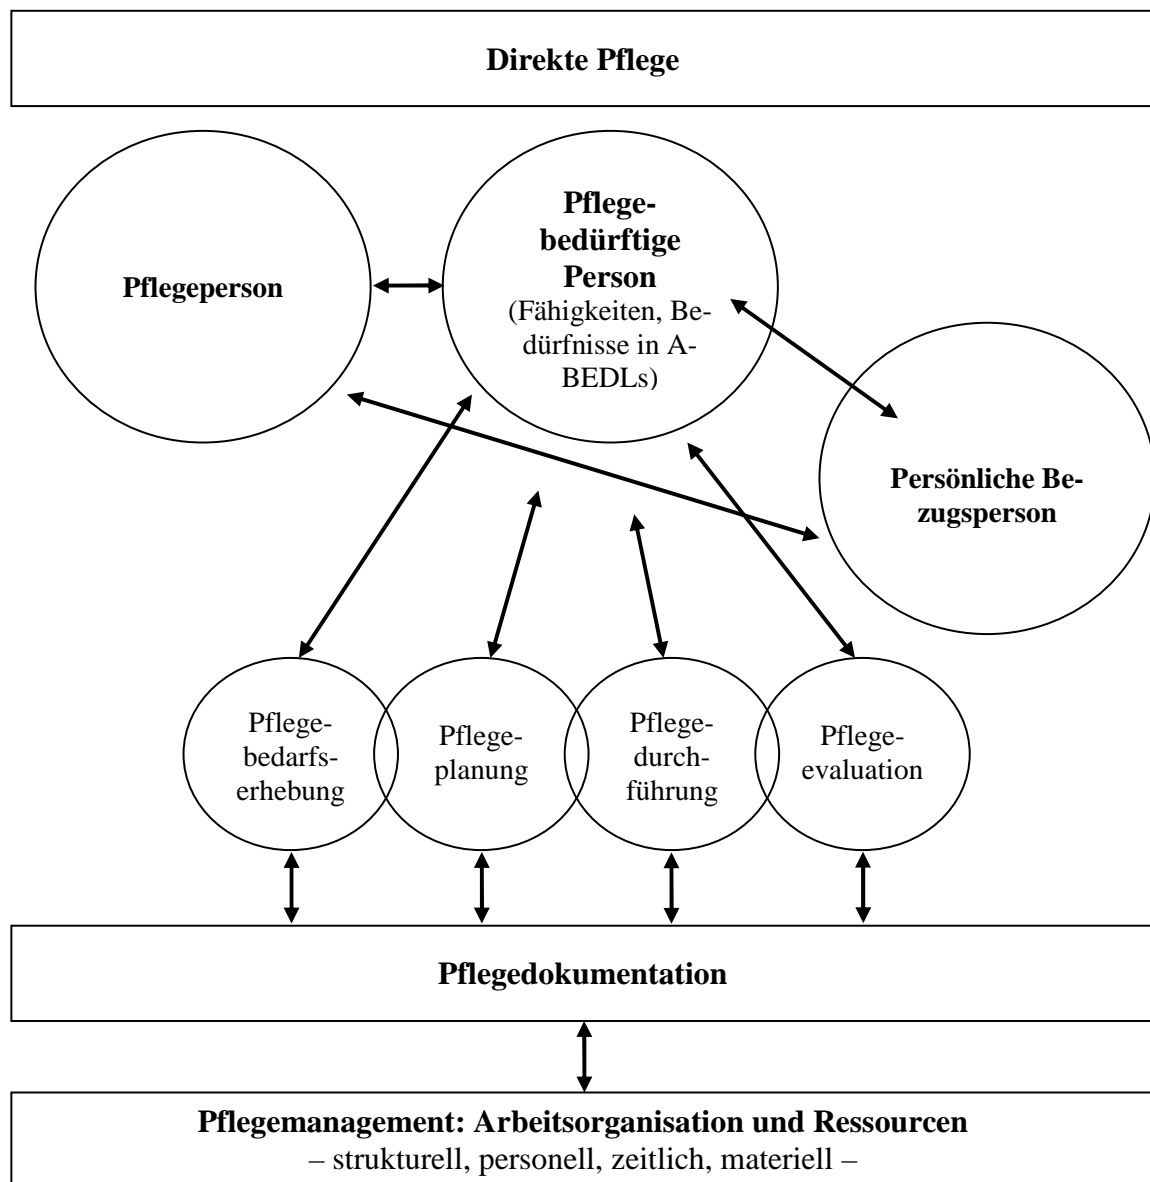 Direkte Pflege
Pflegeperson
Pflege-
bedürftige
Person
(Fähigkeiten, Be-
dürfnisse in A-
BEDLs)
Persönliche Be-
zugsperson
Pflege-
bedarfs-
erhebung
Pflege-
planung
Pflege-
durch-
führung
Pflege-
evaluation
Pflegedokumentation
Pflegemanagement: Arbeitsorganisation und Ressourcen
– strukturell, personell, zeitlich, materiell –